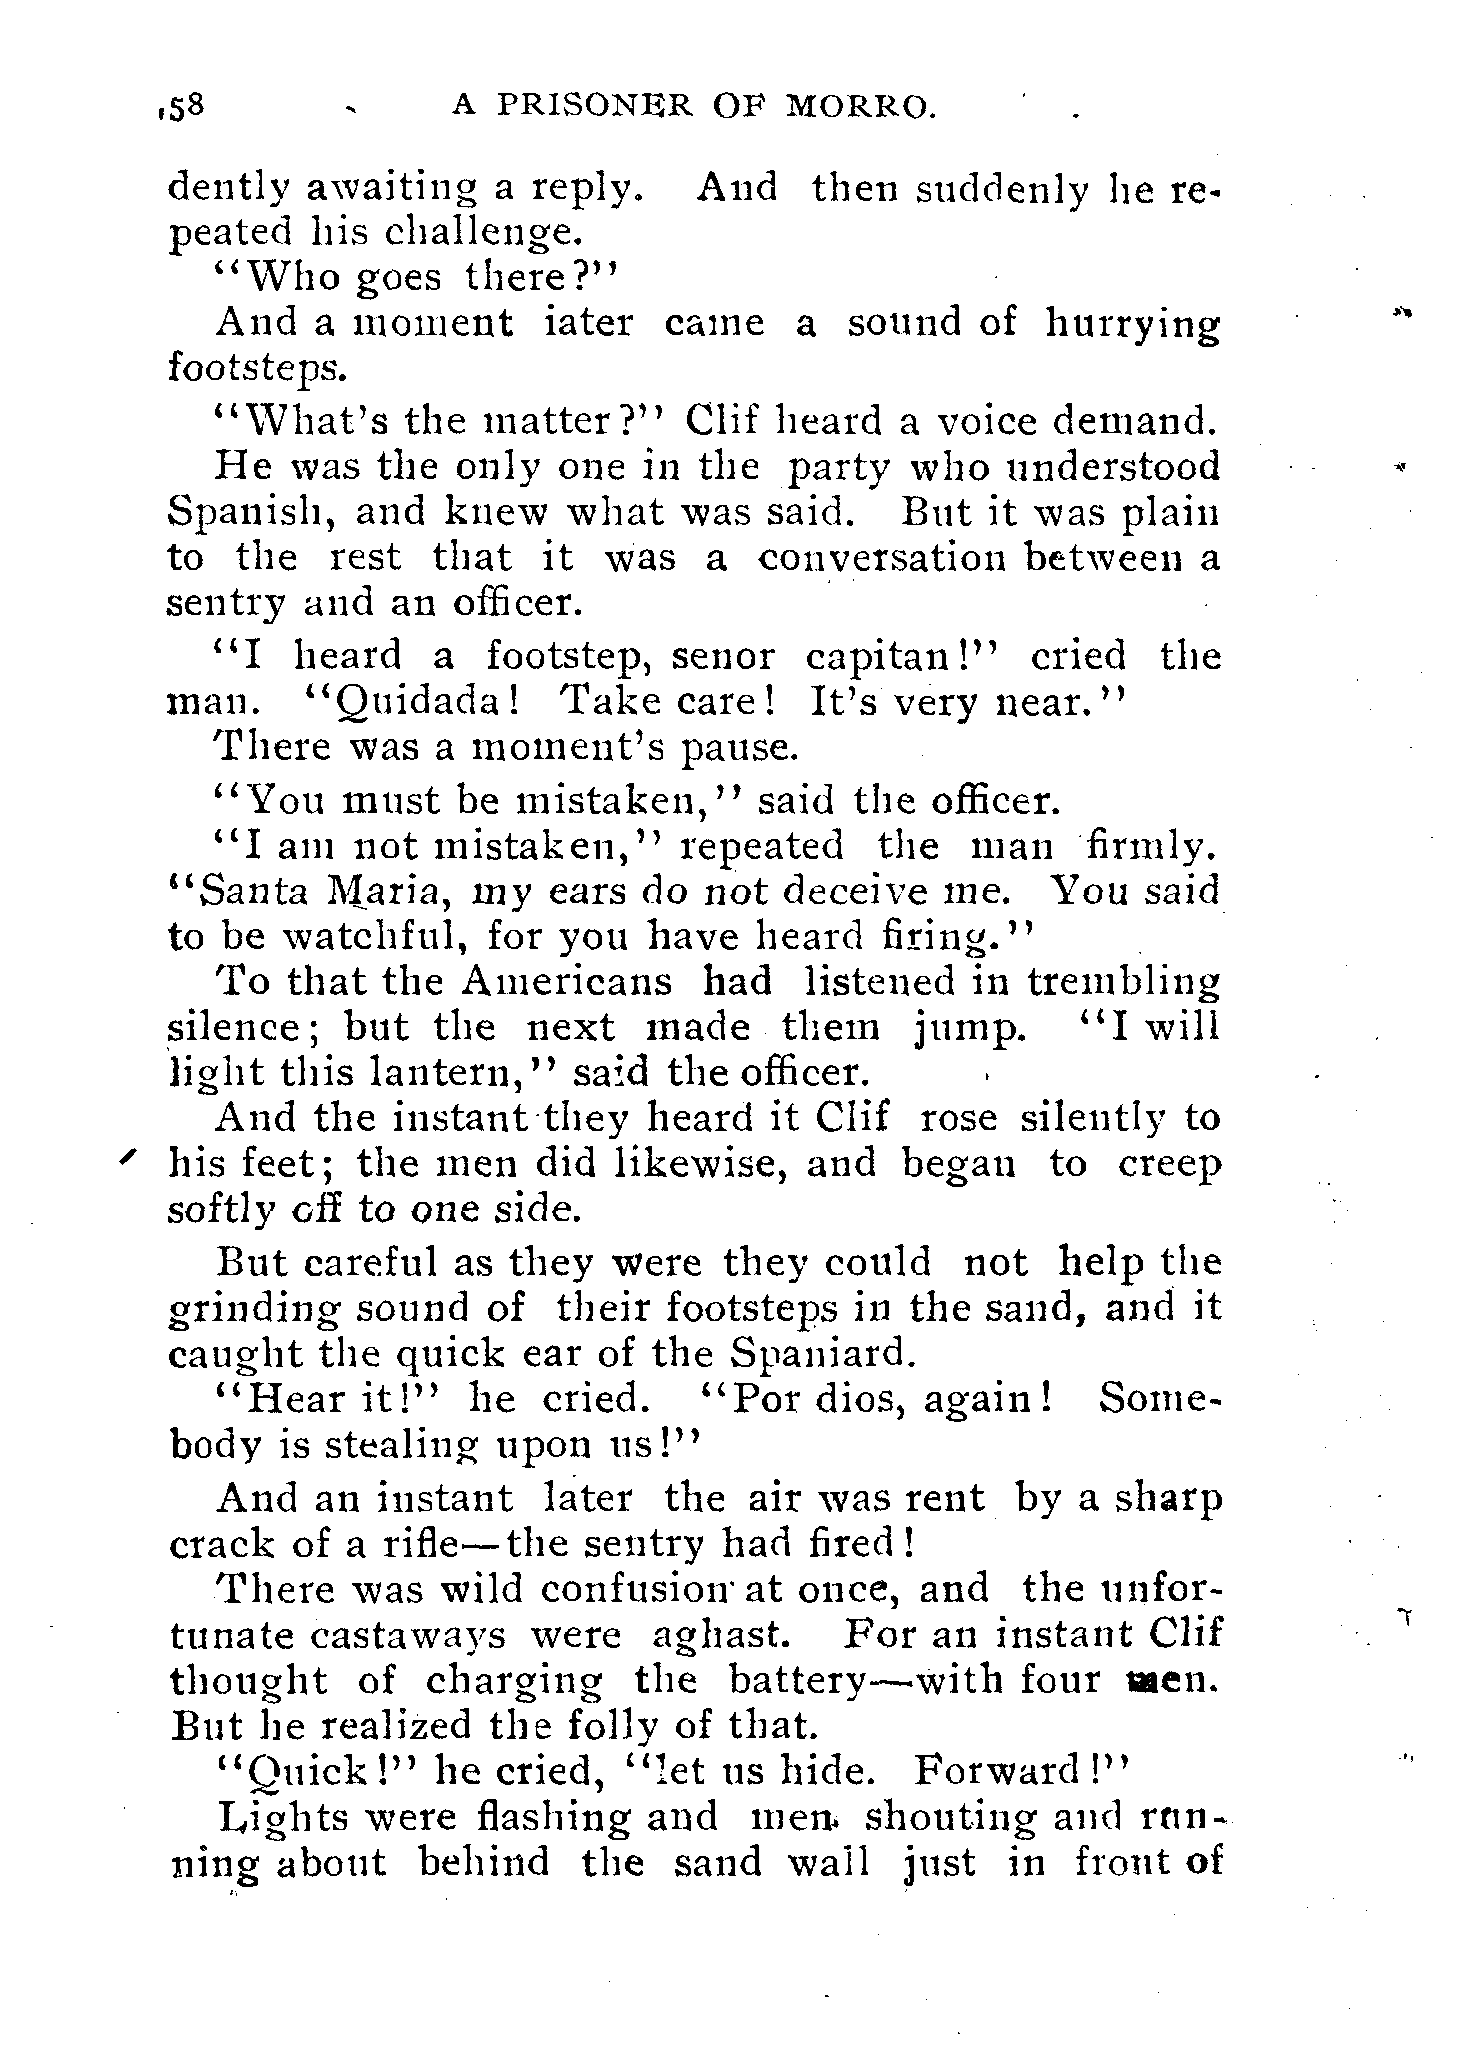 158 A PRISONER OF MORRO.
dently awaiting a reply. And then suddenly he re-
peated his challenge.
"Who goes there?"
And a moment iater came a sound of hurrying
footsteps.
"What's the matter?" Clif heard a voice demand.
He was the only one in the party who understood
Spanish, and knew what was said. But it was plain
to the rest that it was a conversation between a
sentry and an officer.
"I heard a footstep, senor capitan!" cried the
man. "Quidada! Take care! It's very near."
There was a moment's pause.
"You must be mistaken," said the officer.
"I am not mistaken," repeated the man firmly.
"Santa Maria, my ears do not deceive me. You said
to be watchful, for you have heard firing."
To that the Americans had listened in trembling
silence; but the next made them jump. "I will
light this lantern," said the officer.
And the instant they heard it Clif rose silently to
his feet; the men did likewise, and began to creep
softly off to one side.
But careful as they were they could not help the
grinding sound of their footsteps in the sand, and it
caught the quick ear of the Spaniard.
"Hear it!" he cried. "Por dios, again! Some-
body is stealing upon us!"
And an instant later the air was rent by a sharp
crack of a rifle—the sentry had fired!
There was wild confusion at once, and the unfor-
tunate castaways were aghast. For an instant Clif
thought of charging the battery—with four men.
But he realized the folly of that.
"Quick!" he cried, "let us hide. Forward!"
Lights were flashing and men shouting and run-
ning about behind the sand wall just in front of